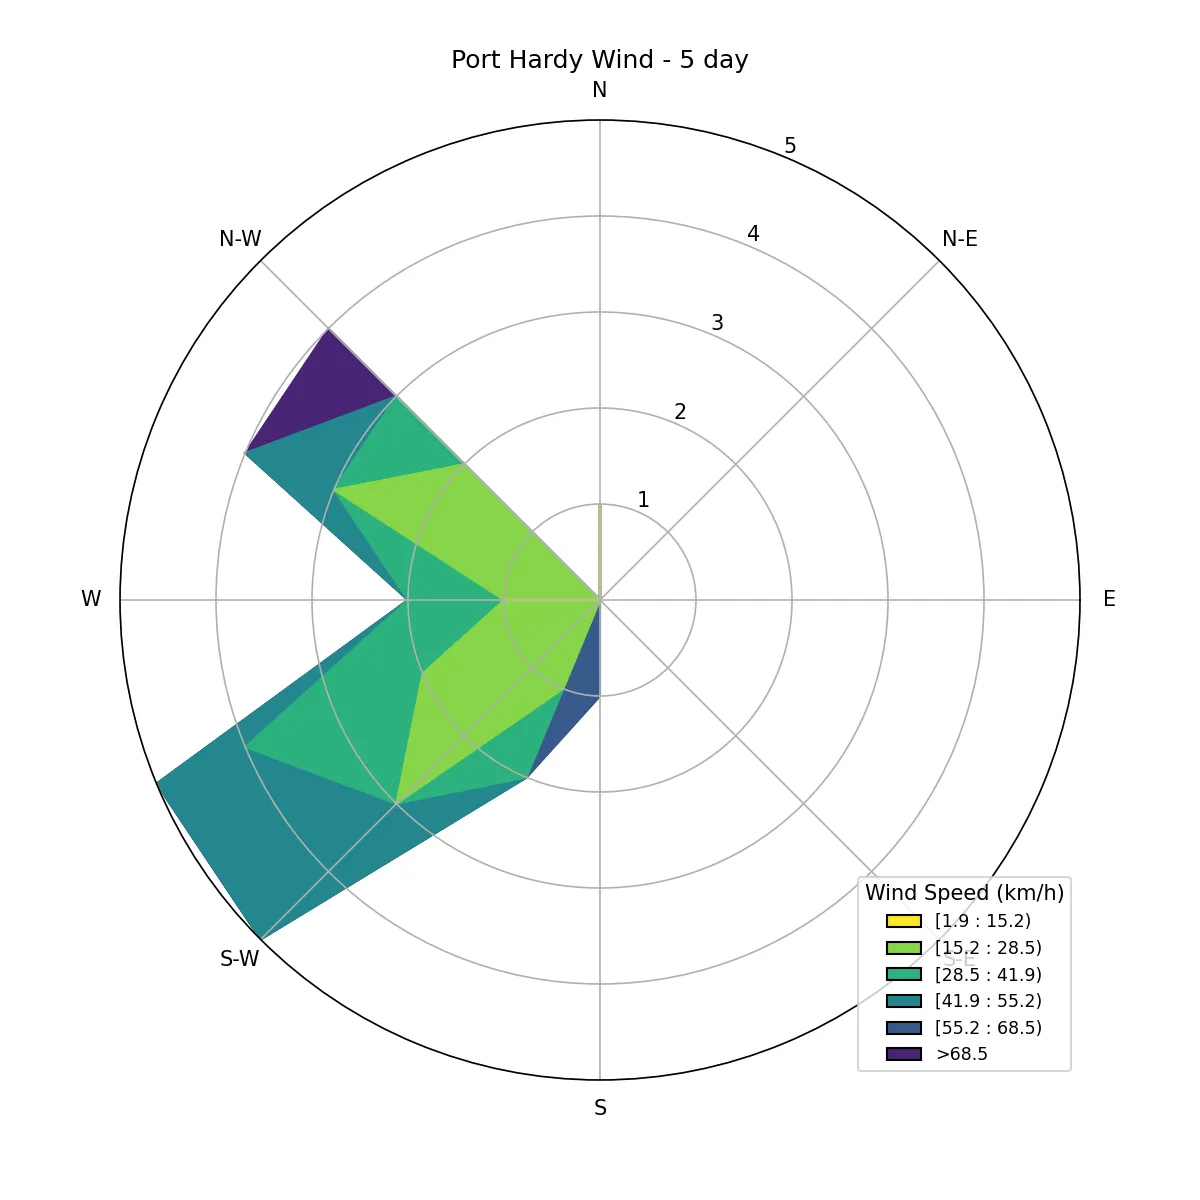 Port Hardy Wind - 5 day
N
5
N-W
4
N-E
3
2
1
W
E
S-W
S-E
S
Wind Speed (km/h)
[1.9 : 15.2)
[15.2 : 28.5)
[28.5 : 41.9)
[41.9 : 55.2)
[55.2 : 68.5)
>68.5